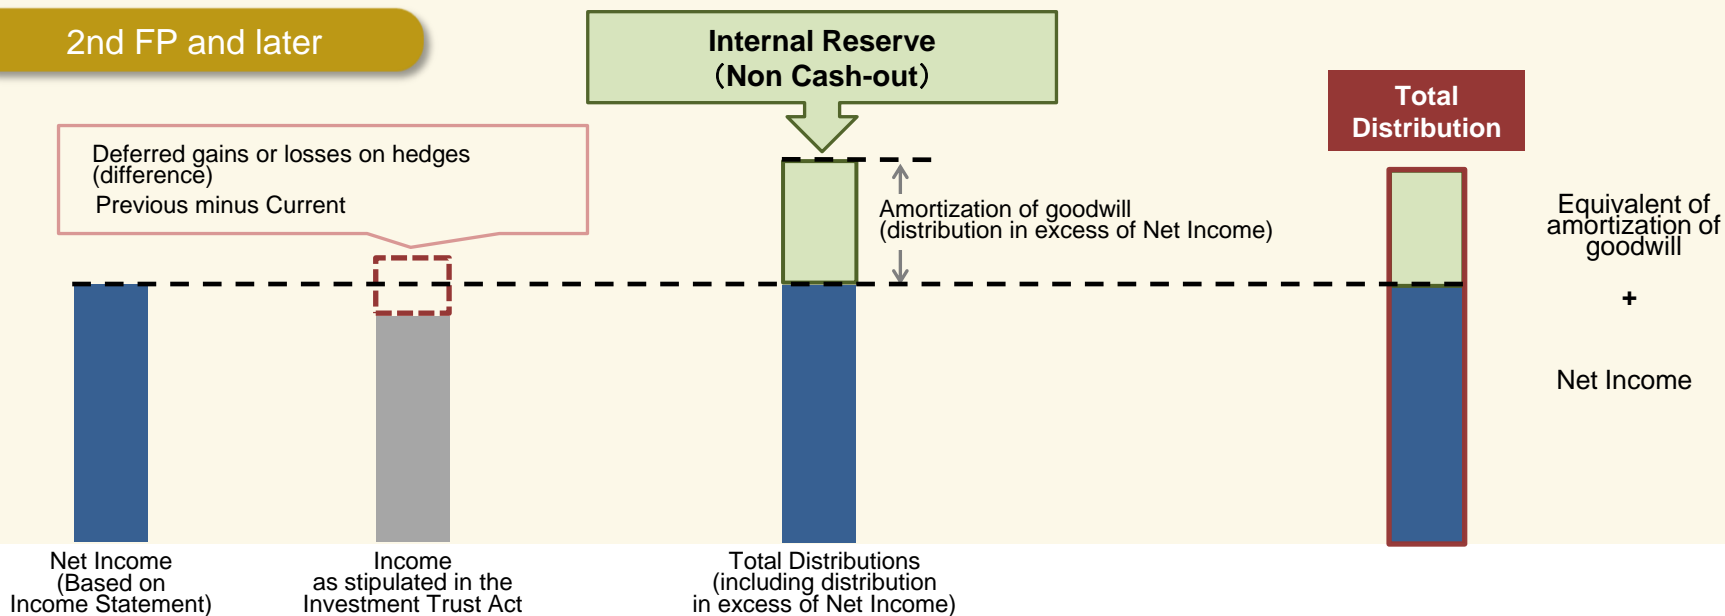 2nd FP and later
Internal Reserve
（Non Cash-out）
Total
Distribution
Deferred gains or losses on hedges
(difference)
Previous minus Current
Amortization of goodwill
(distribution in excess of Net Income)
Equivalent of
amortization of
goodwill
+
Net Income
Net Income
(Based on
Income Statement)
Income
as stipulated in the
Investment Trust Act
Total Distributions
(including distribution
in excess of Net Income)